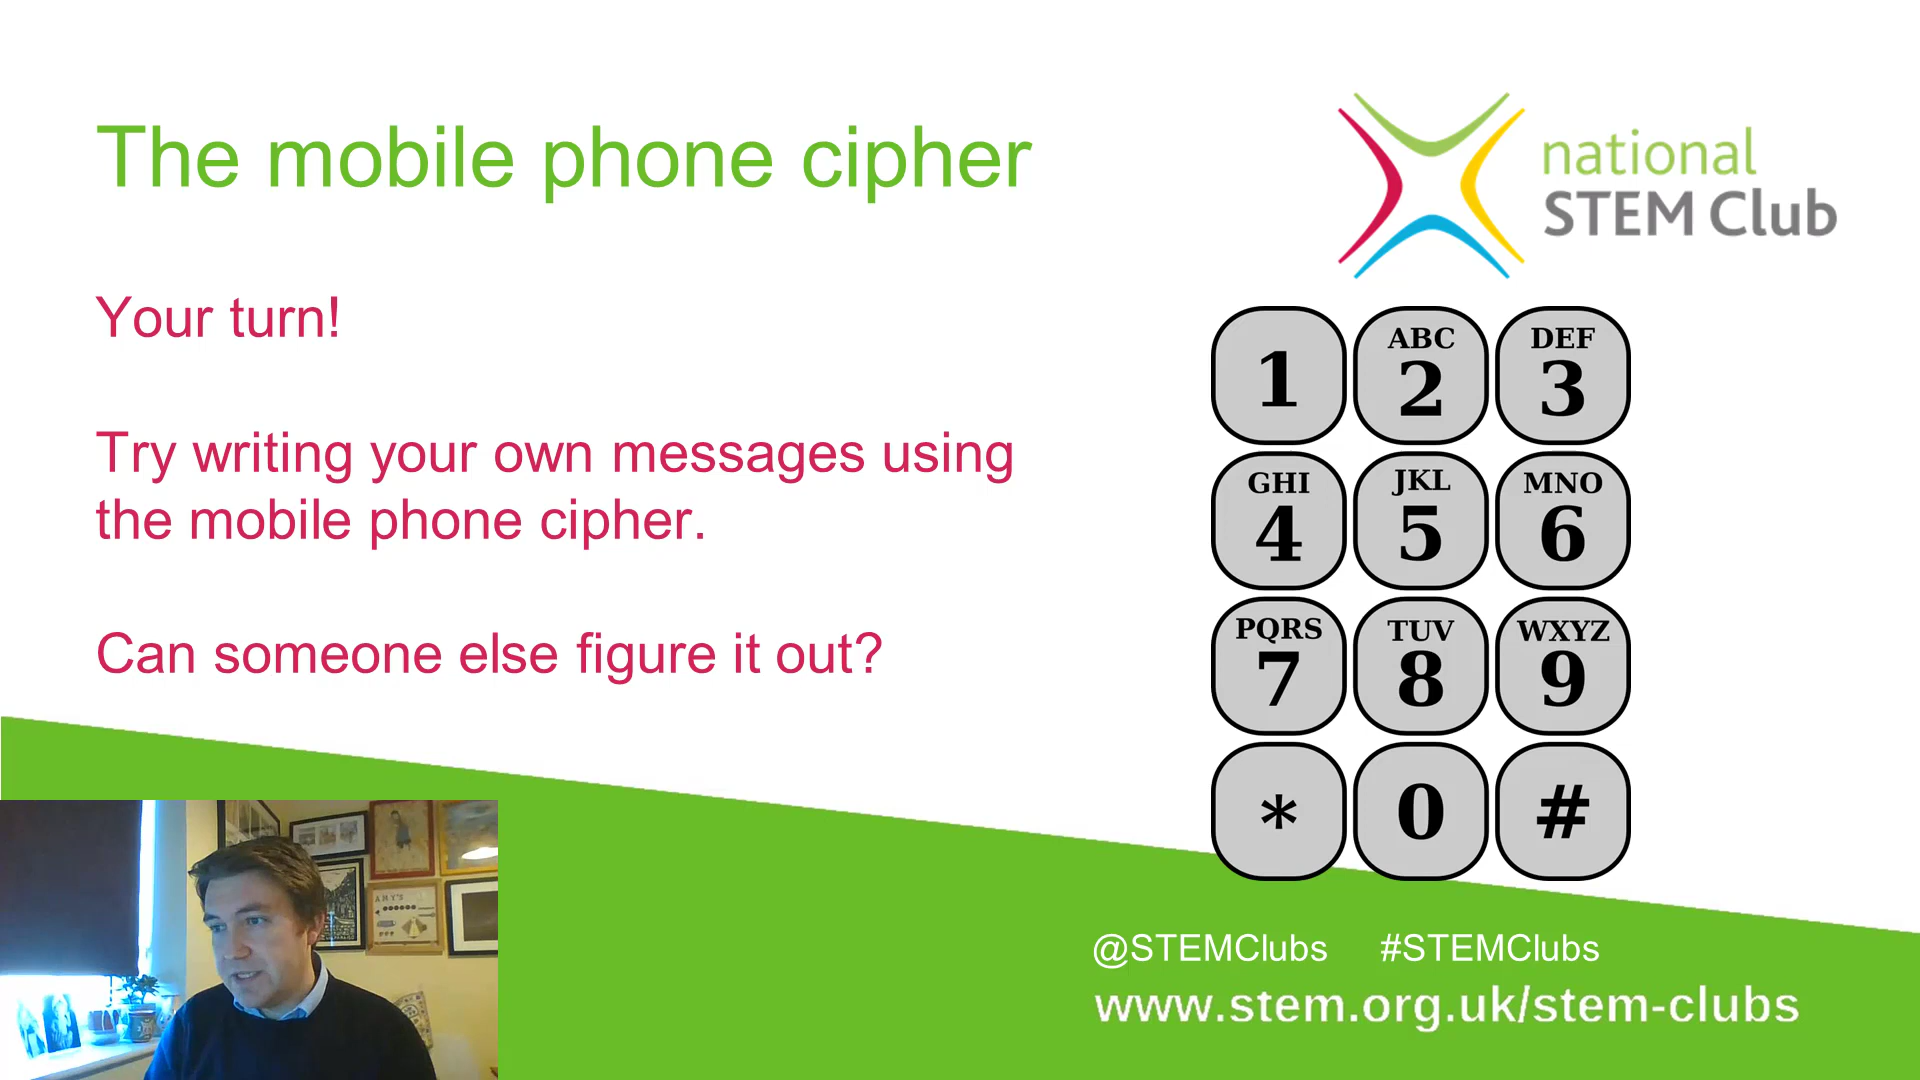 The mobile phone cipher
national
STEM Club
Your turn!
Try writing your own messages using
the mobile phone cipher.
Can someone else figure it out?
1
ABC
2
DEF
3
GHI
4
JKL
5
MNO
6
PQRS
7
TUV
8
WXYZ
9
*
0
#
AMY'S
@STEMClubs #STEMClubs
www.stem.org.uk/stem-clubs